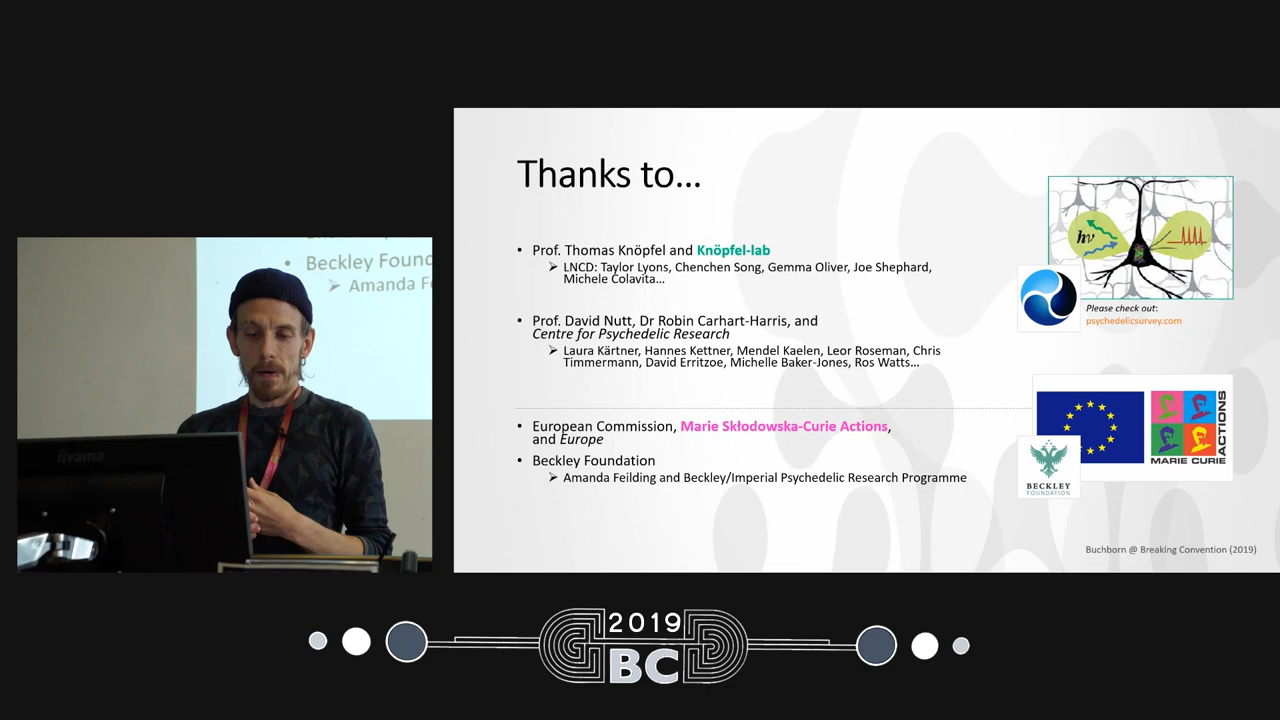 Thanks to...
• Prof. Thomas Knöpfel and Knöpfel-lab
➢ LNCD: Taylor Lyons, Chenchen Song, Gemma Oliver, Joe Shephard,
Michele Colavita...
• Prof. David Nutt, Dr Robin Carhart-Harris, and
Centre for Psychedelic Research
➢ Laura Kärtner, Hannes Kettner, Mendel Kaelen, Leor Roseman, Chris
Timmermann, David Erritzoe, Michelle Baker-Jones, Ros Watts...
• European Commission, Marie Skłodowska-Curie Actions,
and Europe
• Beckley Foundation
➢ Amanda Feilding and Beckley/Imperial Psychedelic Research Programme
hν
Please check out:
psychedelicsurvey.com
MARIE CURIE
ACTIONS
BECKLEY
FOUNDATION
Buchborn @ Breaking Convention (2019)
• Beckley Found
➢ Amanda F
iiyama
2019
BC